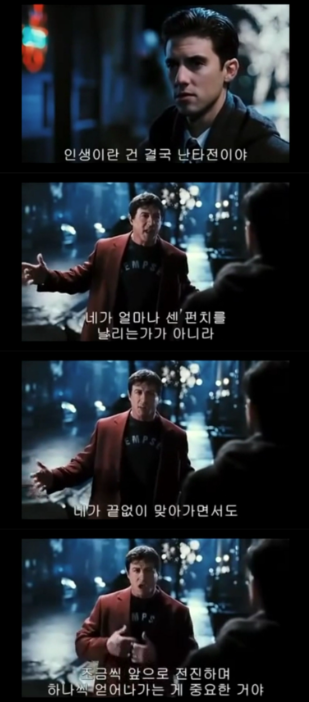 인생이란 건 결국 난타전이야
네가 얼마나 센 펀치를
날리는가가 아니라
네가 끝없이 맞아가면서도
조금씩 앞으로 전진하며
하나씩 얻어나가는 게 중요한 거야